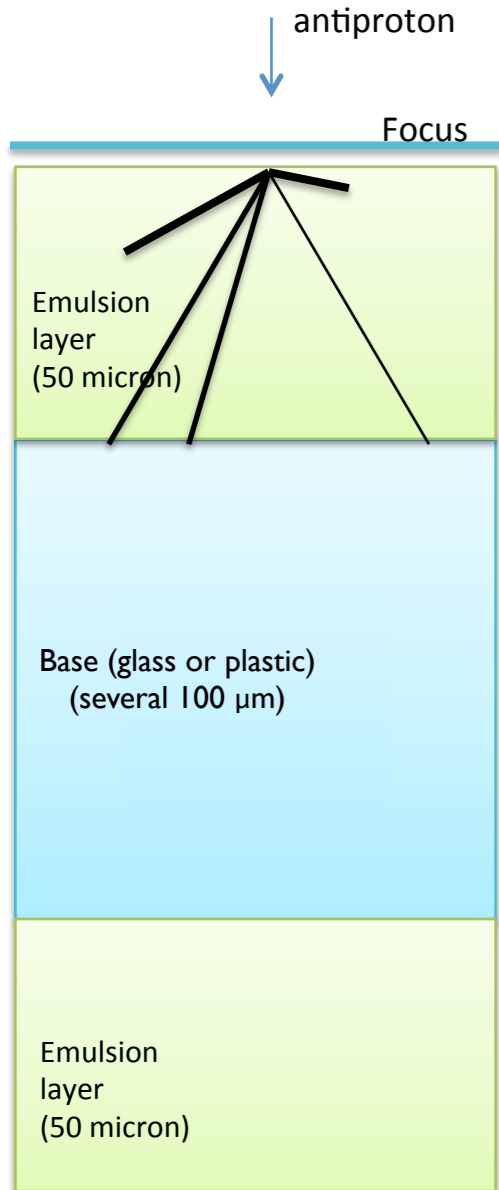 antiproton
Focus
Emulsion
layer
(50 micron)
Base (glass or plastic)
(several 100 μm)
Emulsion
layer
(50 micron)